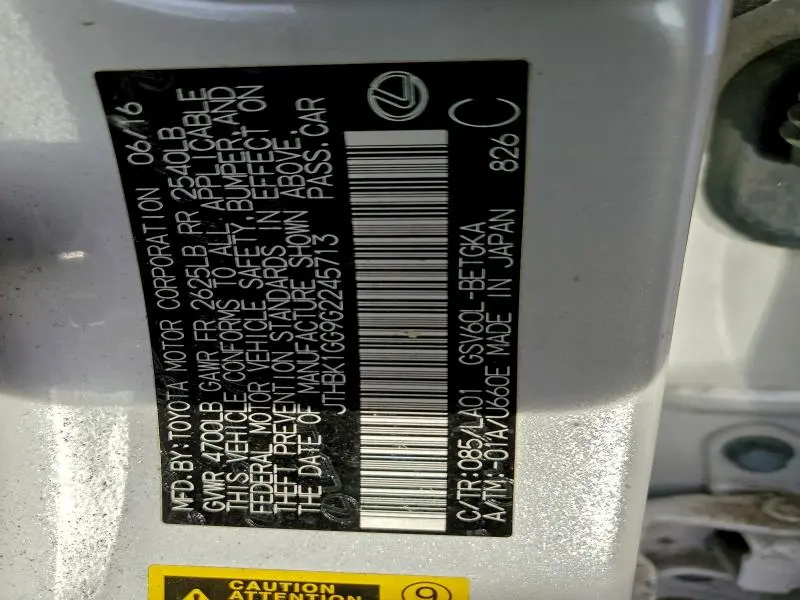 MFD. BY: TOYOTA MOTOR CORPORATION 06/16
GVWR 4700LB GAWR FR 2625LB RR 2540LB
THIS VEHICLE CONFORMS TO ALL APPLICABLE
FEDERAL MOTOR VEHICLE SAFETY, BUMPER, AND
THEFT PREVENTION STANDARDS IN EFFECT ON
THE DATE OF MANUFACTURE SHOWN ABOVE.
JTHBK1GG9G2245713 PASS. CAR
C/TR: 085/LA01 GSV60L-BETGKA
A/TM: -01A/U660E MADE IN JAPAN 826 C
CAUTION
ATTENTION
9